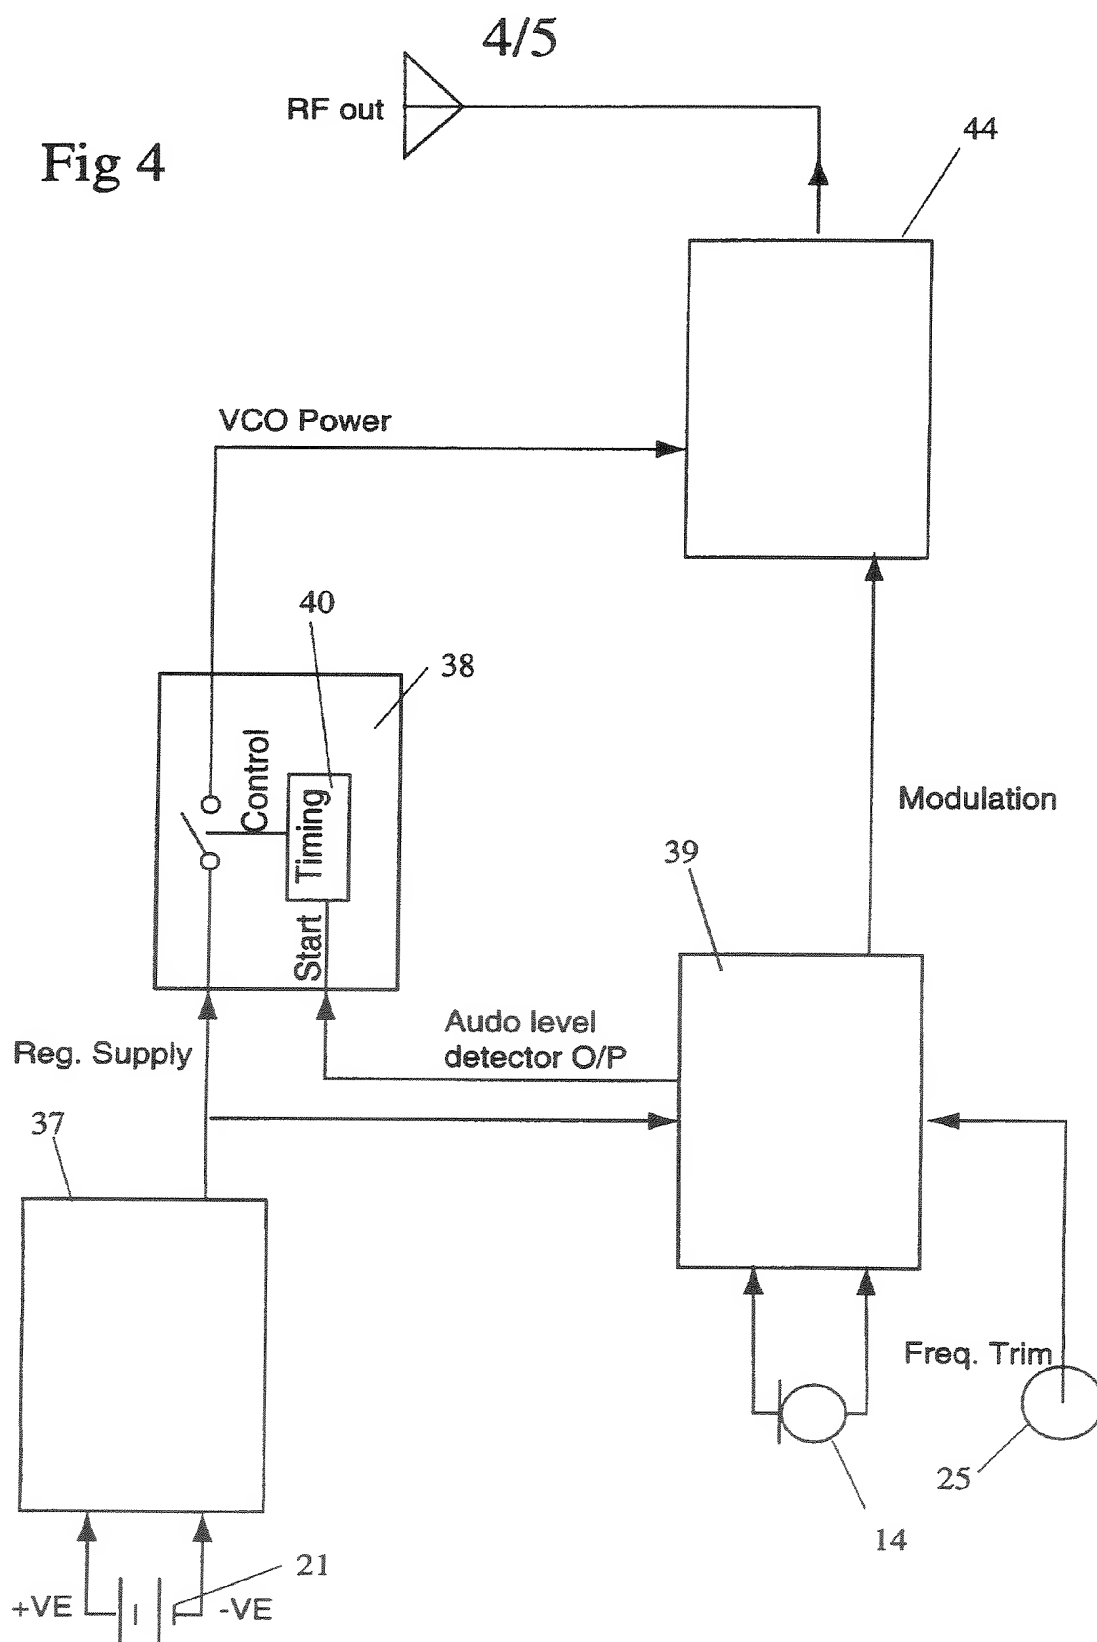 4/5
RF out
Fig 4
44
VCO Power
40
38
Control
Timing
Start
Modulation
39
Audo level
detector O/P
Reg. Supply
37
Freq. Trim
25
14
21
+VE
-VE